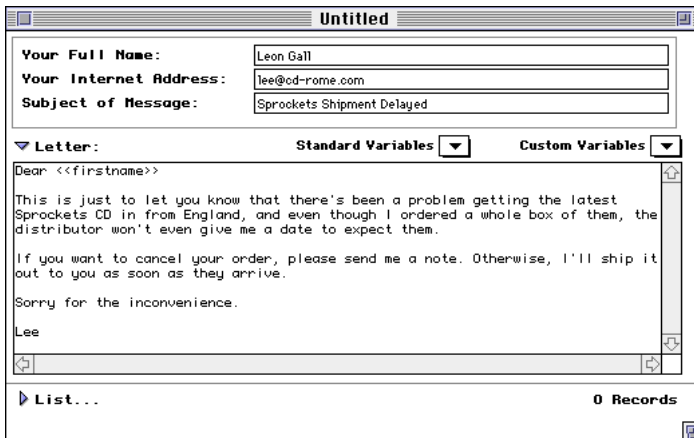 Untitled
Your Full Name: Leon Gall
Your Internet Address: lee@cd-rome.com
Subject of Message: Sprockets Shipment Delayed
Letter: Standard Variables Custom Variables
Dear <<firstname>>
This is just to let you know that there's been a problem getting the latest
Sprockets CD in from England, and even though I ordered a whole box of them, the
distributor won't even give me a date to expect them.
If you want to cancel your order, please send me a note. Otherwise, I'll ship it
out to you as soon as they arrive.
Sorry for the inconvenience.
Lee
List... 0 Records